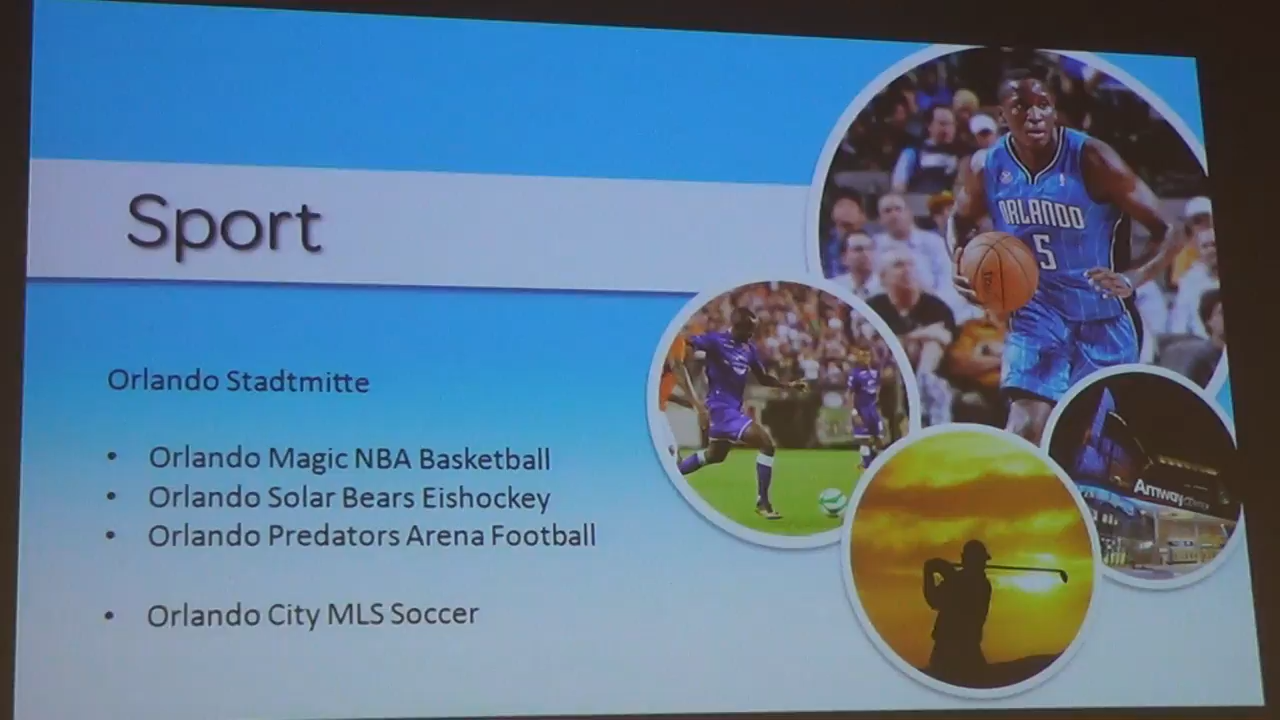 Sport
Orlando Stadtmitte
• Orlando Magic NBA Basketball
• Orlando Solar Bears Eishockey
• Orlando Predators Arena Football
• Orlando City MLS Soccer
ORLANDO
5
Amway